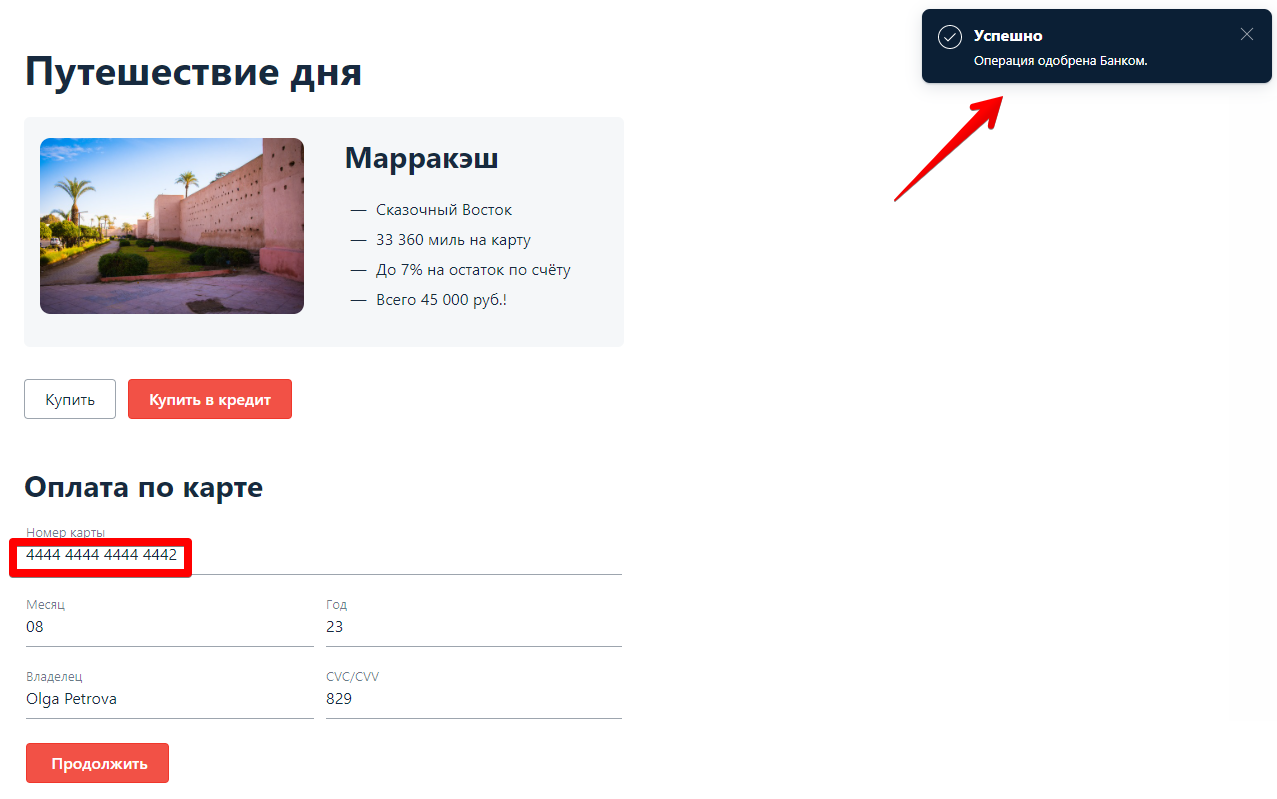 Успешно
Операция одобрена Банком.
Путешествие дня
Марракэш
— Сказочный Восток
— 33 360 миль на карту
— До 7% на остаток по счёту
— Всего 45 000 руб.!
Купить Купить в кредит
Оплата по карте
Номер карты
4444 4444 4444 4442
Месяц Год
08 23
Владелец CVC/CVV
Olga Petrova 829
Продолжить